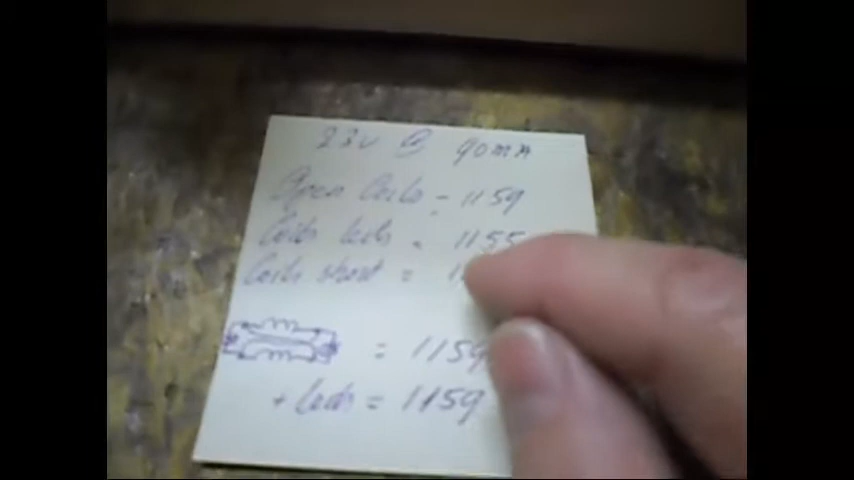 23v @ 90mA
Open Coils = 1159
Coils leds = 1155
Coils short =
= 1159
+ leds = 1159